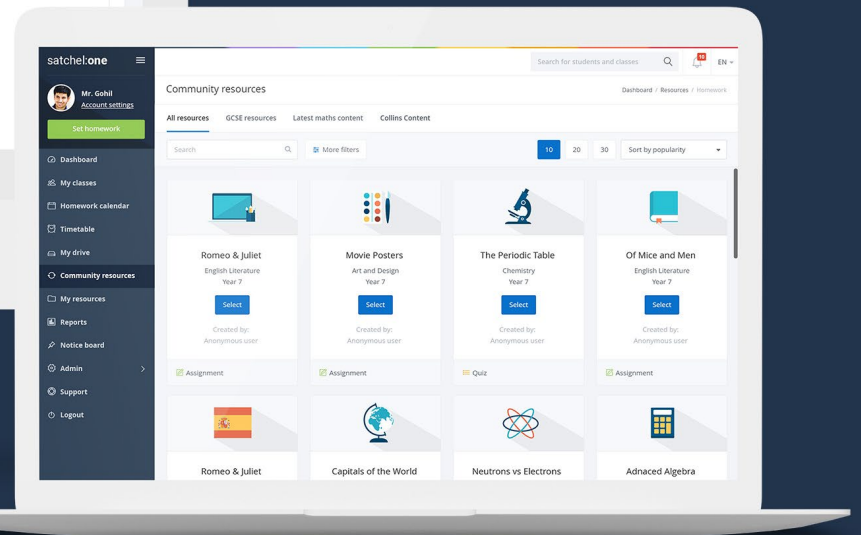 satchel:one
Mr. Gohil
Account settings
Set homework
Dashboard
My classes
Homework calendar
Timetable
My drive
Community resources
My resources
Reports
Notice board
Admin
Support
Logout
Search for students and classes
10
EN
Community resources
Dashboard / Resources / Homework
All resources
GCSE resources
Latest maths content
Collins Content
Search
More filters
10
20
30
Sort by popularity
Romeo & Juliet
English Literature
Year 7
Select
Created by:
Anonymous user
Assignment
Movie Posters
Art and Design
Year 7
Select
Created by:
Anonymous user
Assignment
The Periodic Table
Chemistry
Year 7
Select
Created by:
Anonymous user
Quiz
Of Mice and Men
English Literature
Year 7
Select
Created by:
Anonymous user
Assignment
Romeo & Juliet
Capitals of the World
Neutrons vs Electrons
Adnaced Algebra